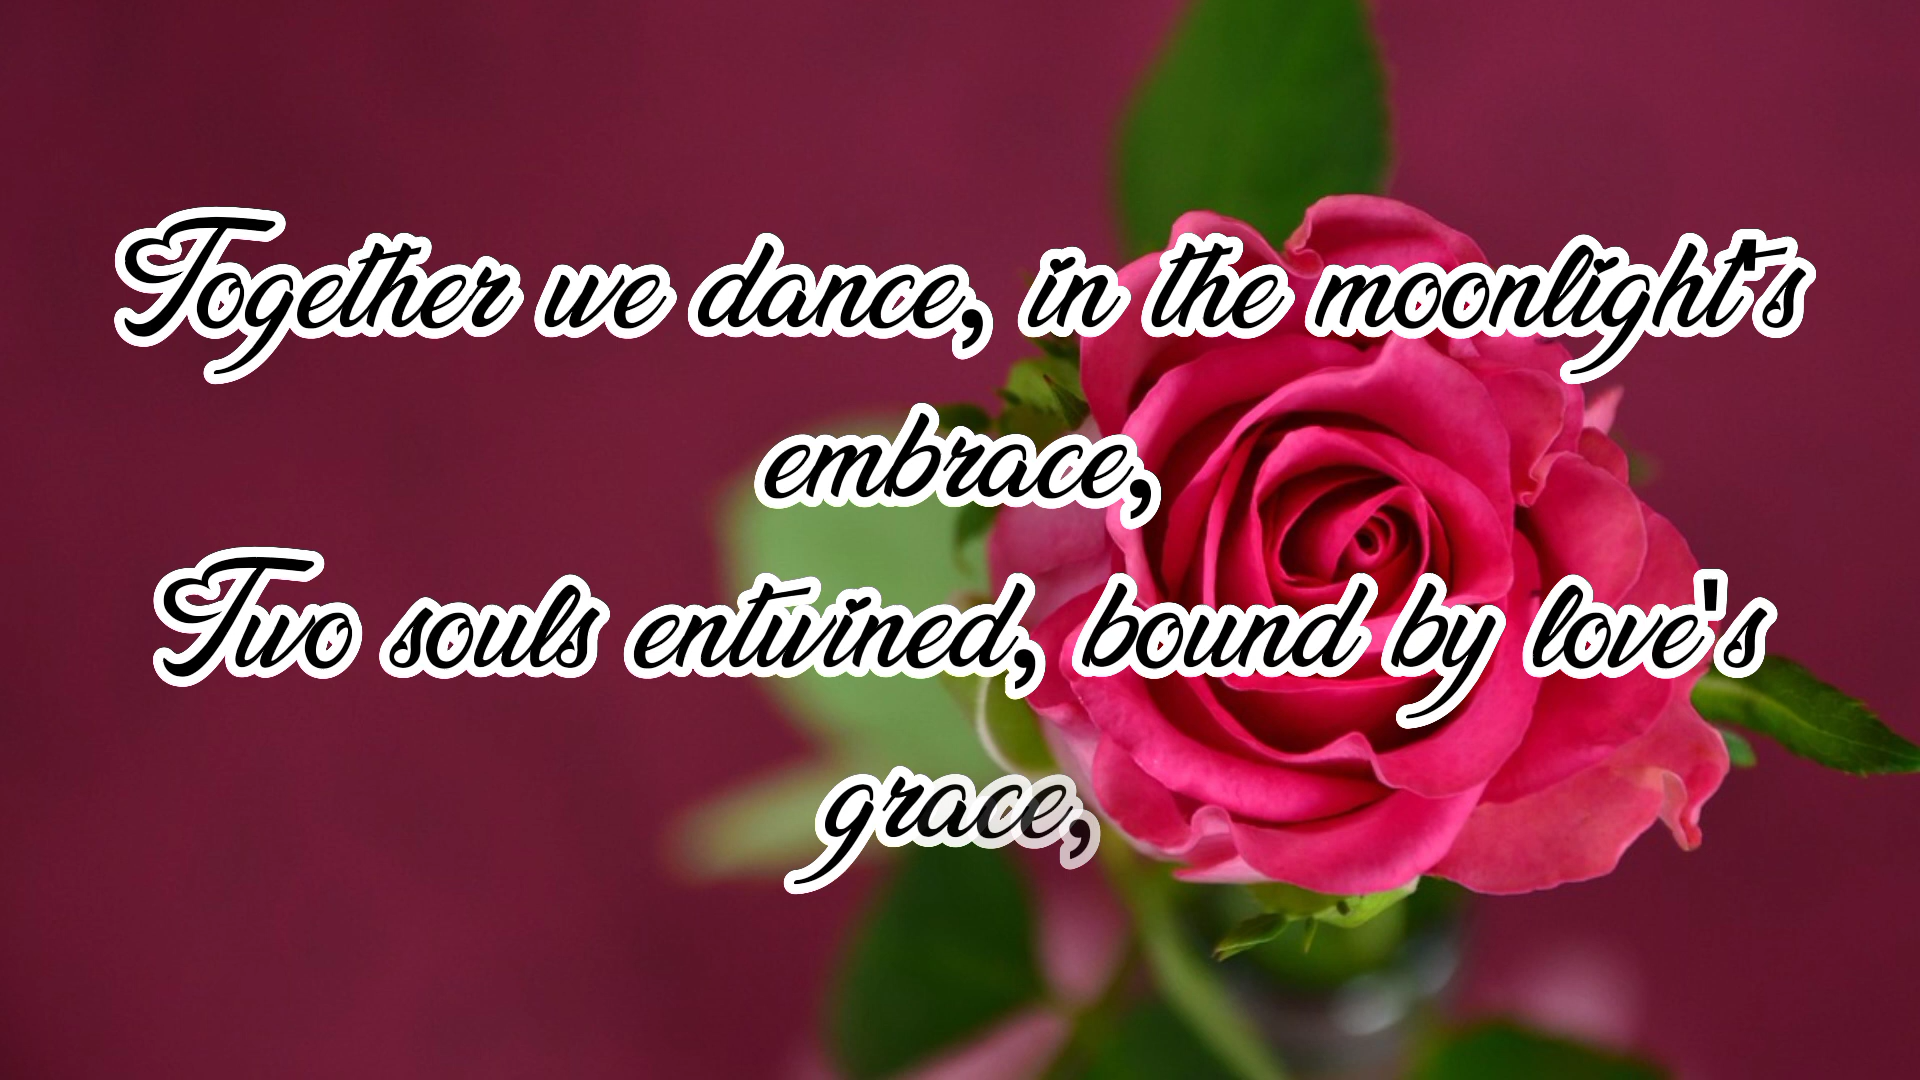 Together we dance, in the moonlight's
embrace,
Two souls entwined, bound by love's
grace,